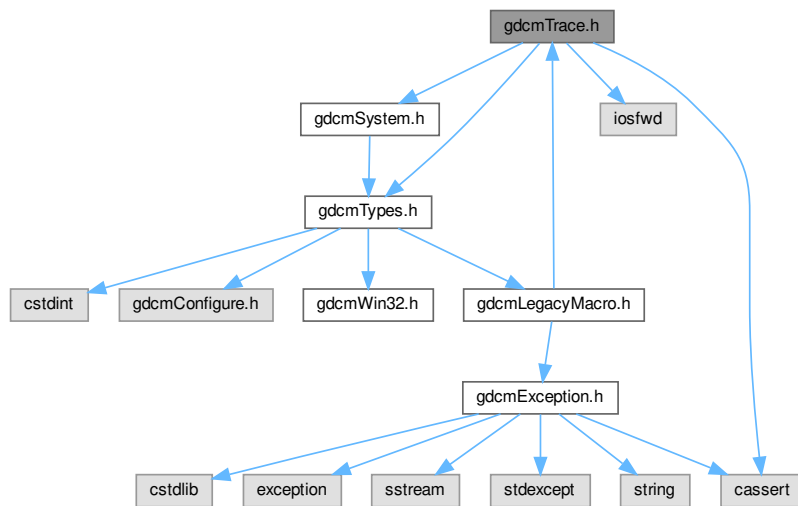 gdcmTrace.h
gdcmSystem.h
iosfwd
gdcmTypes.h
cstdint
gdcmConfigure.h
gdcmWin32.h
gdcmLegacyMacro.h
gdcmException.h
cstdlib
exception
sstream
stdexcept
string
cassert